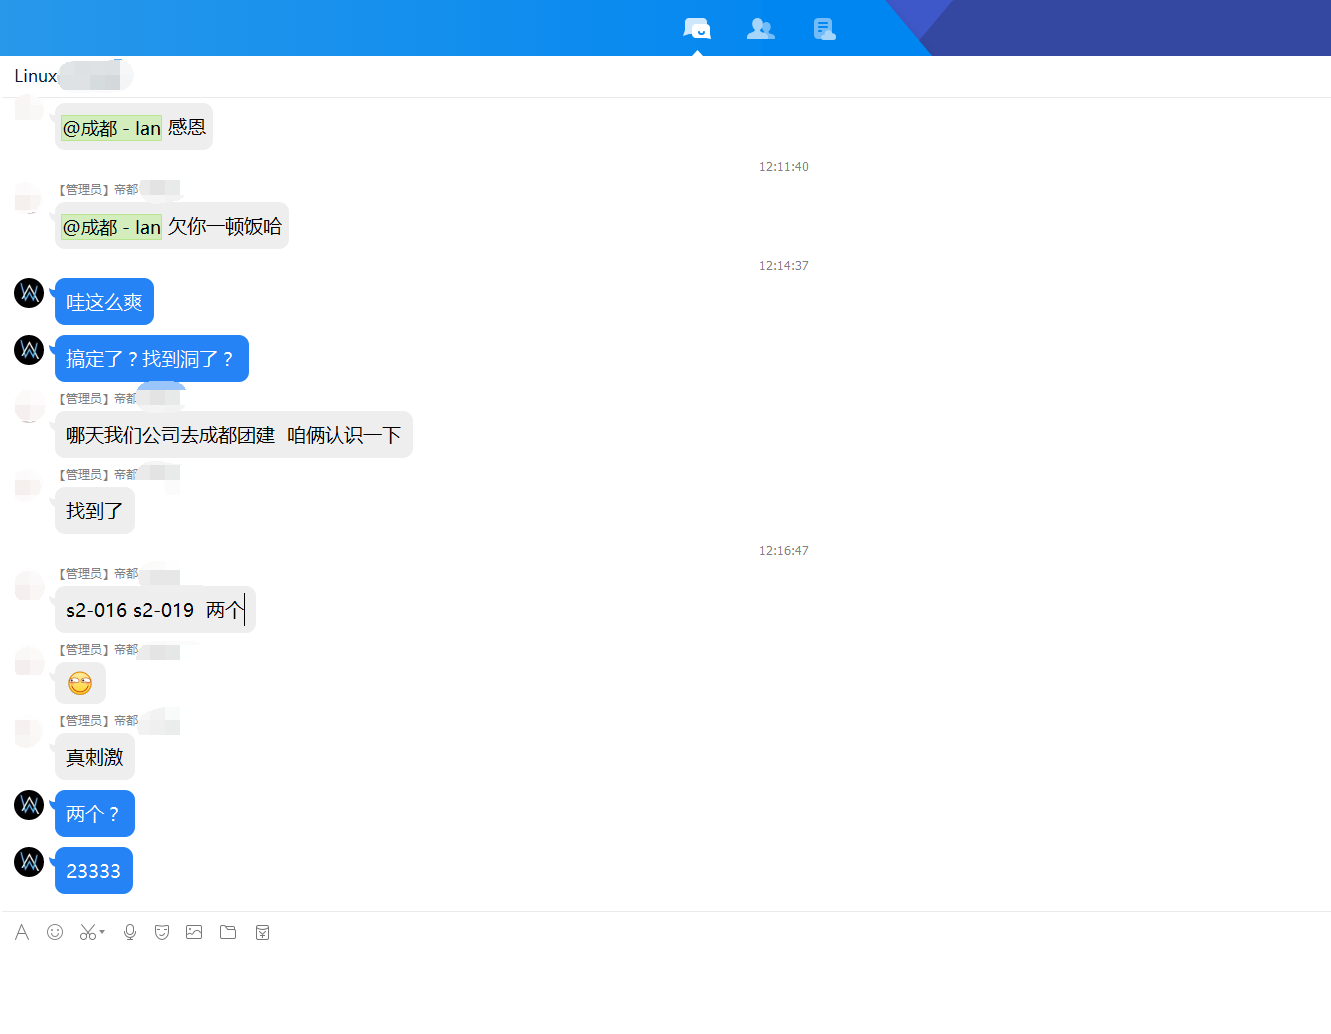 Linux
@成都 - lan 感恩
12:11:40
【管理员】帝都
@成都 - lan 欠你一顿饭哈
12:14:37
哇这么爽
搞定了？找到洞了？
【管理员】帝都
哪天我们公司去成都团建  咱俩认识一下
【管理员】帝都
找到了
12:16:47
【管理员】帝都
s2-016 s2-019  两个
【管理员】帝都
【管理员】帝都
真刺激
两个？
23333